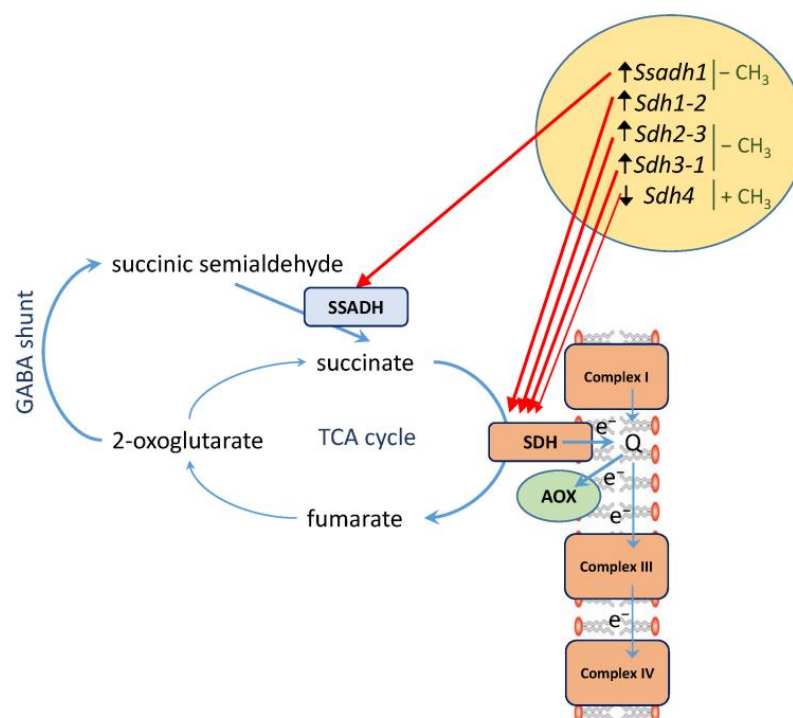 ↑Ssadh1 | – CH₃
↑Sdh1-2
↑Sdh2-3
– CH₃
↑Sdh3-1
↓ Sdh4 | + CH₃
succinic semialdehyde
SSADH
GABA shunt
succinate
Complex I
2-oxoglutarate
TCA cycle
SDH
e⁻
Q
AOX
e⁻
e⁻
fumarate
Complex III
e⁻
Complex IV